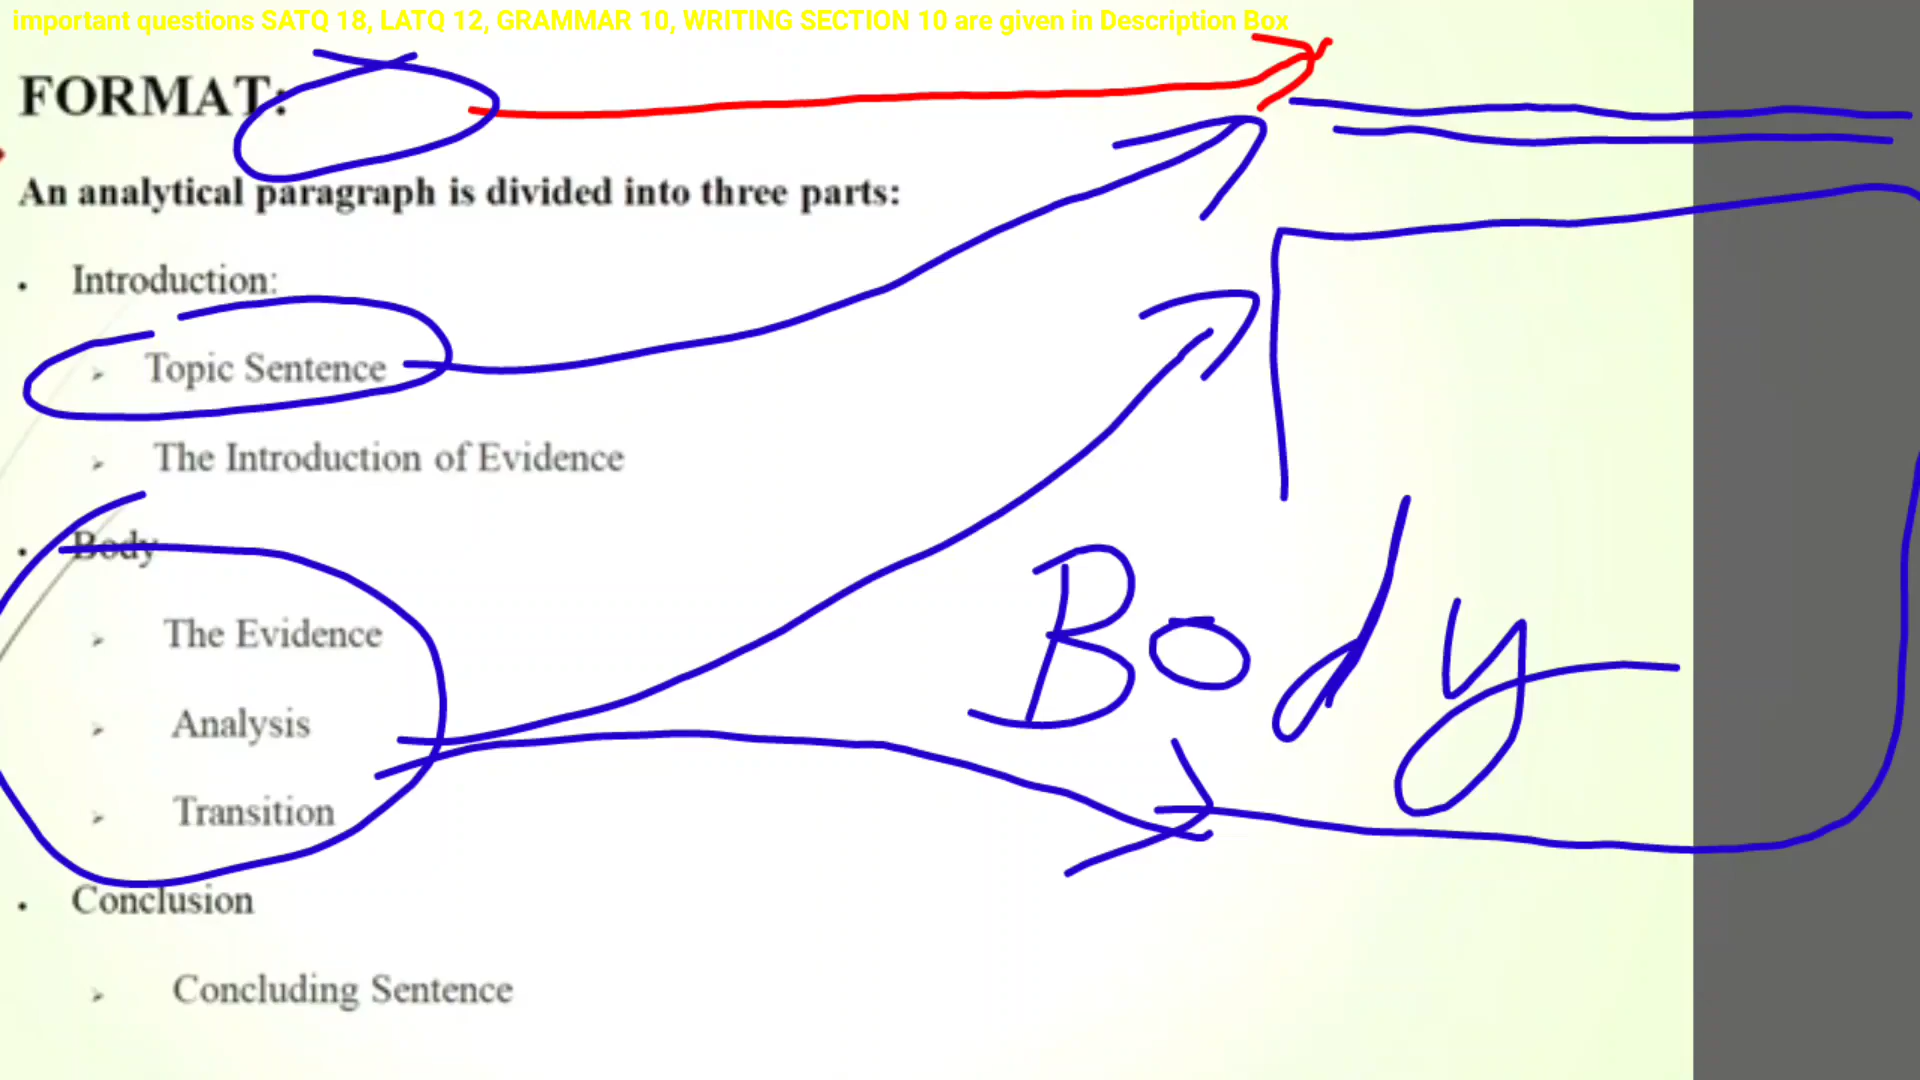 important questions SATQ 18, LATQ 12, GRAMMAR 10, WRITING SECTION 10 are given in Description Box
FORMAT:
An analytical paragraph is divided into three parts:
• Introduction:
➢ Topic Sentence
➢ The Introduction of Evidence
• Body
➢ The Evidence
➢ Analysis
➢ Transition
Body
• Conclusion
➢ Concluding Sentence